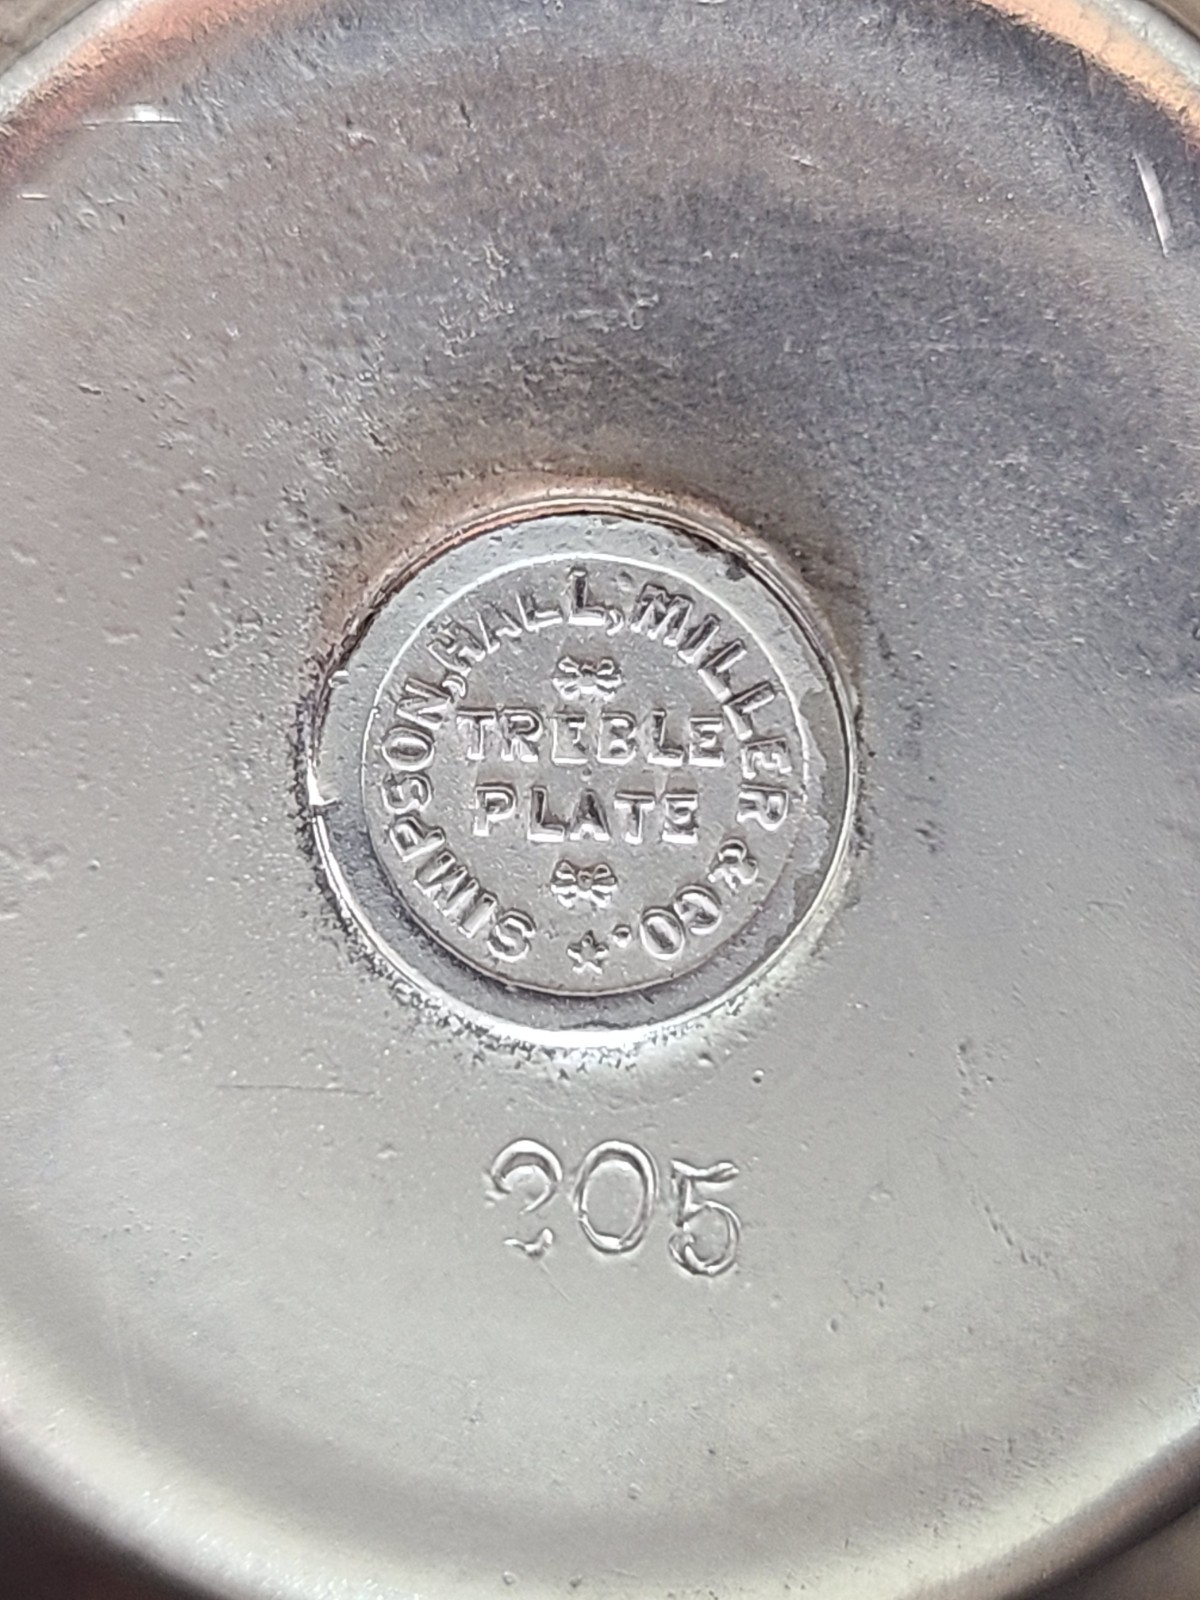 SIMPSON, HALL, MILLER & CO.
TREBLE
PLATE
205